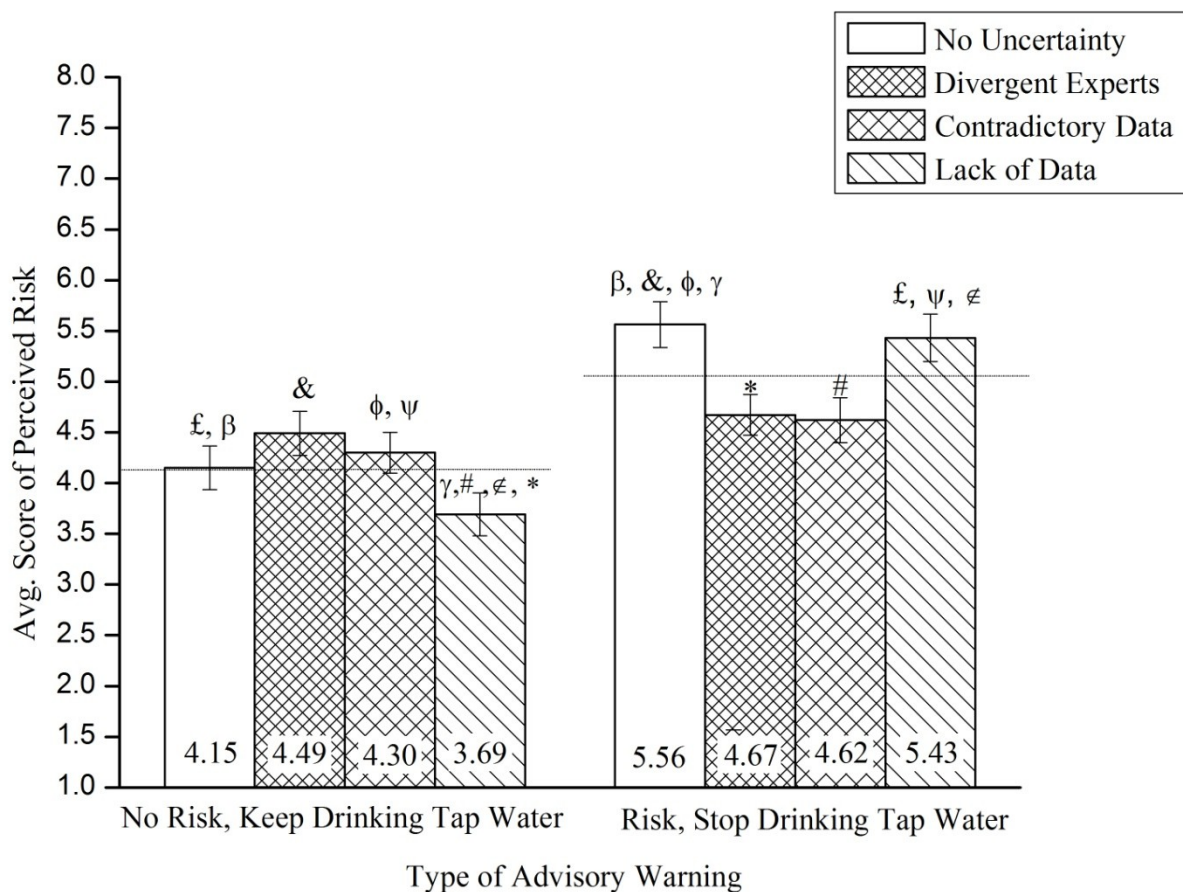 No Uncertainty
Divergent Experts
Contradictory Data
Lack of Data
8.0
7.5
7.0
6.5
6.0
5.5
5.0
4.5
4.0
3.5
3.0
2.5
2.0
1.5
1.0
Avg. Score of Perceived Risk
£, β
&
ϕ, ψ
γ,#,∉, *
β, &, ϕ, γ
*
#
£, ψ, ∉
4.15 4.49 4.30 3.69 5.56 4.67 4.62 5.43
No Risk, Keep Drinking Tap Water Risk, Stop Drinking Tap Water
Type of Advisory Warning